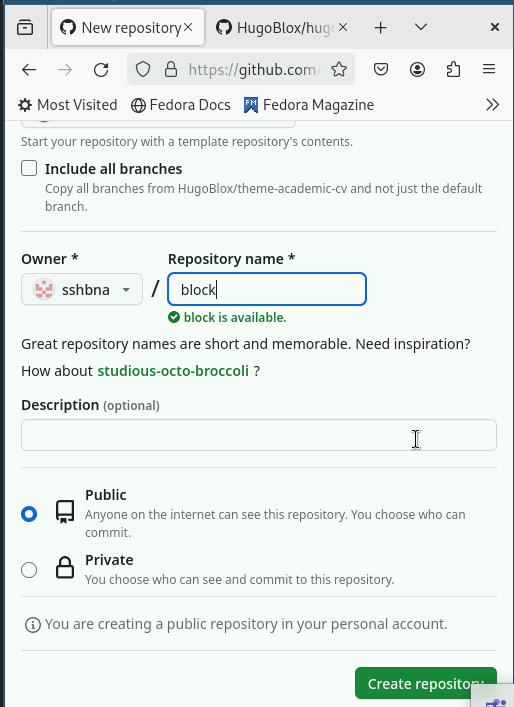 New repository
HugoBlox/hugo
https://github.com/
Most Visited
Fedora Docs
FM
Fedora Magazine
Start your repository with a template repository's contents.
Include all branches
Copy all branches from HugoBlox/theme-academic-cv and not just the default
branch.
Owner *
Repository name *
sshbna
/
block
block is available.
Great repository names are short and memorable. Need inspiration?
How about studious-octo-broccoli ?
Description (optional)
Public
Anyone on the internet can see this repository. You choose who can
commit.
Private
You choose who can see and commit to this repository.
You are creating a public repository in your personal account.
Create repository